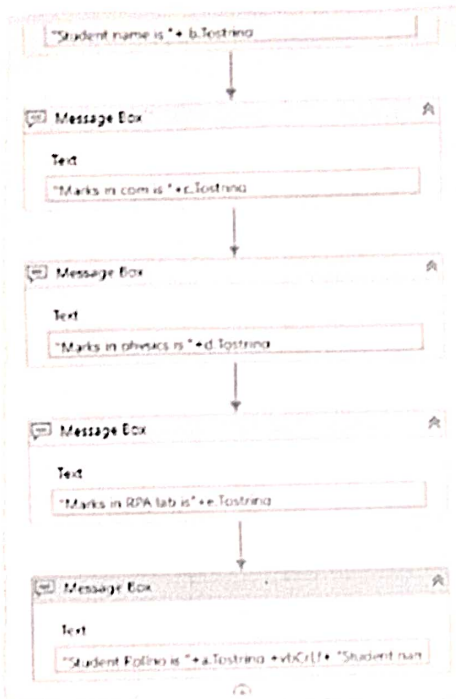 "Student name is "+ b.Tostring
Message Box
Text
"Marks in com is "+c.Tostring
Message Box
Text
"Marks in physics is "+d.Tostring
Message Box
Text
"Marks in RPA lab is"+e.Tostring
Message Box
Text
"Student Rollno is "+a.Tostring +vbCrLf+ "Student nam